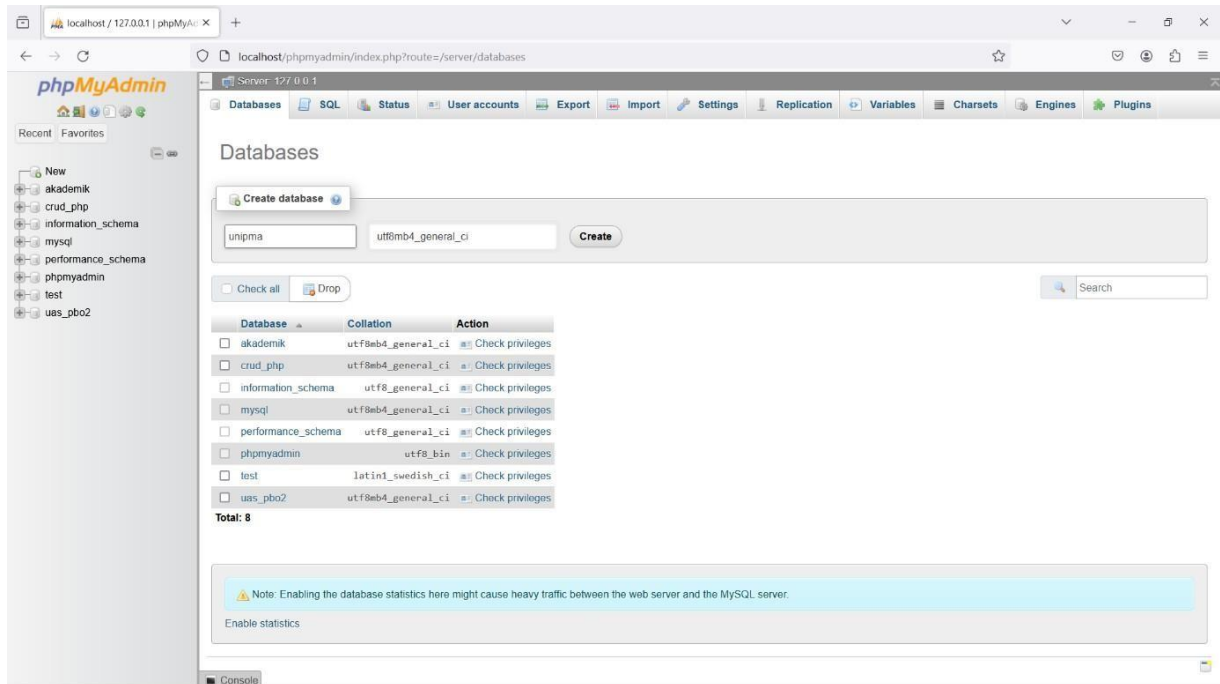 localhost / 127.0.0.1 | phpMyAd
localhost/phpmyadmin/index.php?route=/server/databases
phpMyAdmin
Recent Favorites
New
akademik
crud_php
information_schema
mysql
performance_schema
phpmyadmin
test
uas_pbo2
Server: 127.0.0.1
Databases SQL Status User accounts Export Import Settings Replication Variables Charsets Engines Plugins
Databases
Create database
unipma utf8mb4_general_ci Create
Check all Drop Search
Database Collation Action
akademik utf8mb4_general_ci Check privileges
crud_php utf8mb4_general_ci Check privileges
information_schema utf8_general_ci Check privileges
mysql utf8mb4_general_ci Check privileges
performance_schema utf8_general_ci Check privileges
phpmyadmin utf8_bin Check privileges
test latin1_swedish_ci Check privileges
uas_pbo2 utf8mb4_general_ci Check privileges
Total: 8
Note: Enabling the database statistics here might cause heavy traffic between the web server and the MySQL server.
Enable statistics
Console